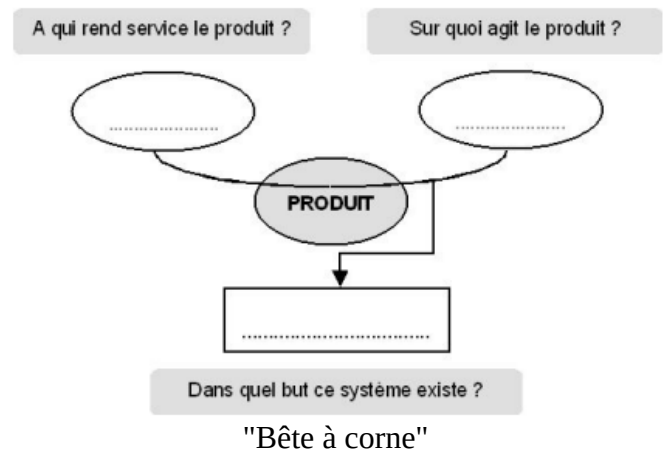 A qui rend service le produit ?
Sur quoi agit le produit ?
.....................
.....................
PRODUIT
..................................
Dans quel but ce système existe ?
"Bête à corne"